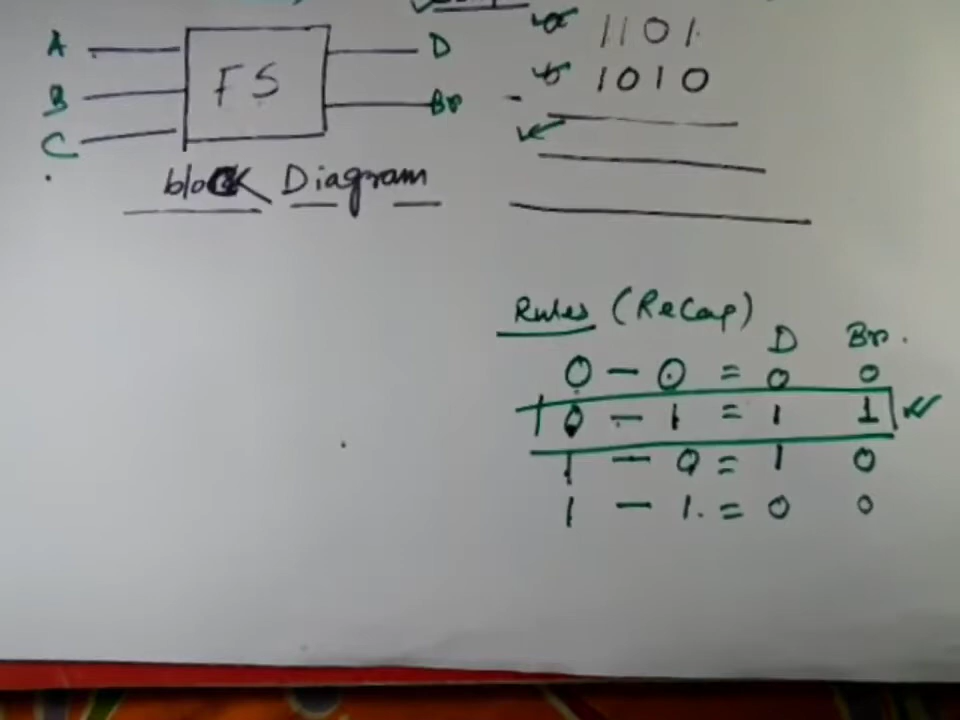 A
B
C
FS
D
Br
block Diagram
1101
- 1010
Rules (Recap)
D Br.
0 - 0 = 0 0
0 - 1 = 1 1
1 - 0 = 1 0
1 - 1. = 0 0